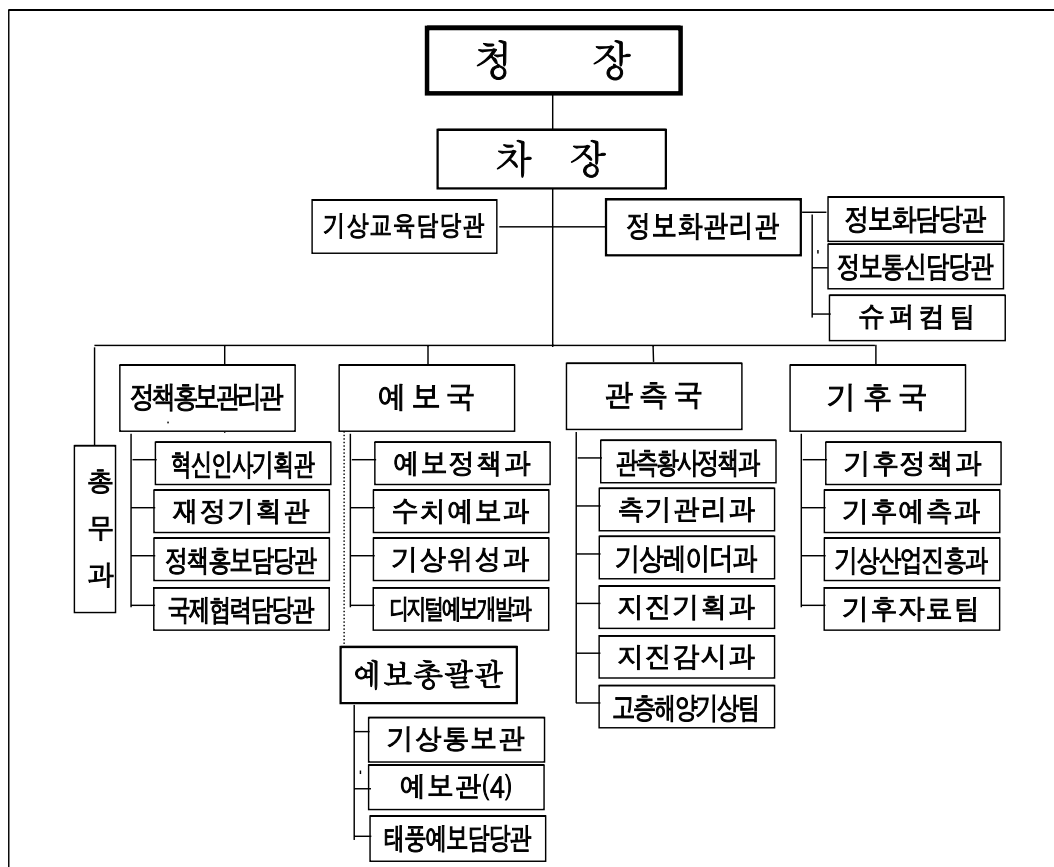 청 장
차 장
기상교육담당관
정보화관리관
정보화담당관
정보통신담당관
슈퍼컴팀
총무과
정책홍보관리관
혁신인사기획관
재정기획관
정책홍보담당관
국제협력담당관
예보국
예보정책과
수치예보과
기상위성과
디지털예보개발과
예보총괄관
기상통보관
예보관(4)
태풍예보담당관
관측국
관측황사정책과
측기관리과
기상레이더과
지진기획과
지진감시과
고층해양기상팀
기후국
기후정책과
기후예측과
기상산업진흥과
기후자료팀